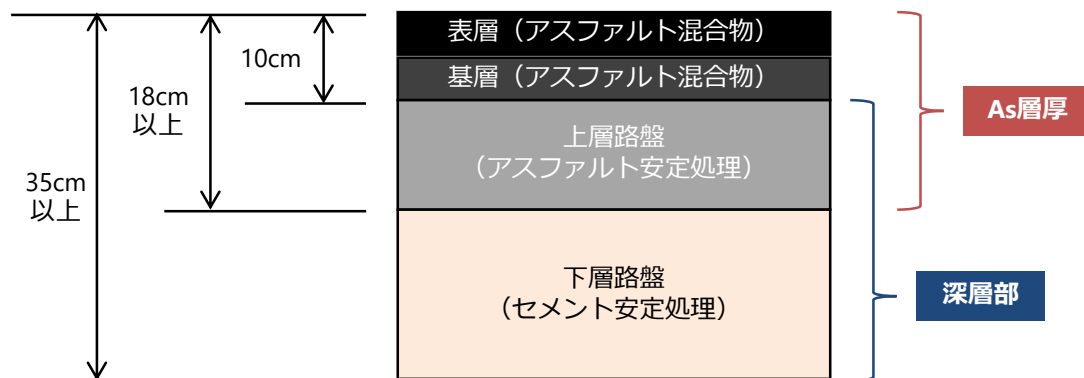 表層（アスファルト混合物）
10cm
基層（アスファルト混合物）
18cm
以上
As層厚
上層路盤
（アスファルト安定処理）
35cm
以上
下層路盤
（セメント安定処理）
深層部